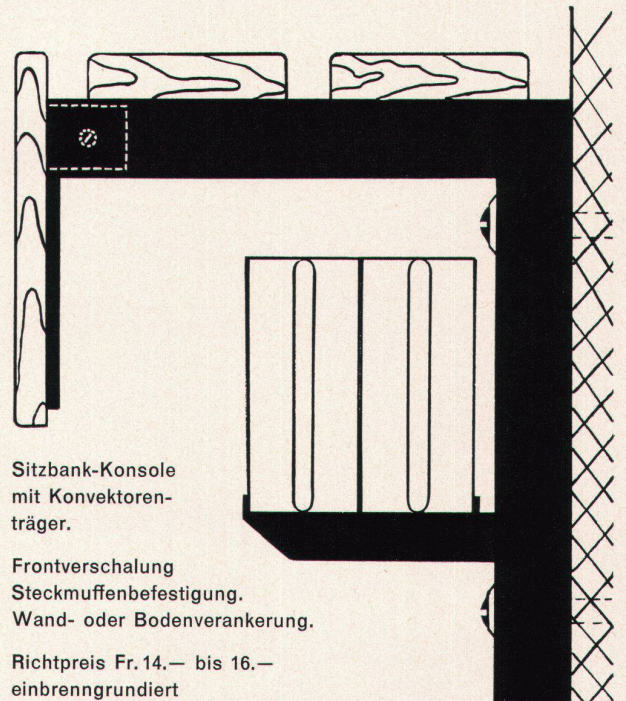 Sitzbank-Konsole
mit Konvektoren-
träger.
Frontverschalung
Steckmuffenbefestigung.
Wand- oder Bodenverankerung.
Richtpreis Fr. 14.— bis 16.—
einbrenngrundiert